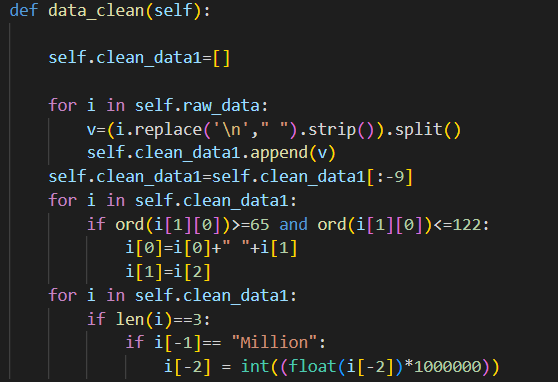 def data_clean(self):
    self.clean_data1=[]
    for i in self.raw_data:
        v=(i.replace('\n'," ").strip()).split()
        self.clean_data1.append(v)
    self.clean_data1=self.clean_data1[:-9]
    for i in self.clean_data1:
        if ord(i[1][0])>=65 and ord(i[1][0])<=122:
            i[0]=i[0]+" "+i[1]
            i[1]=i[2]
    for i in self.clean_data1:
        if len(i)==3:
            if i[-1]== "Million":
                i[-2] = int((float(i[-2])*1000000))